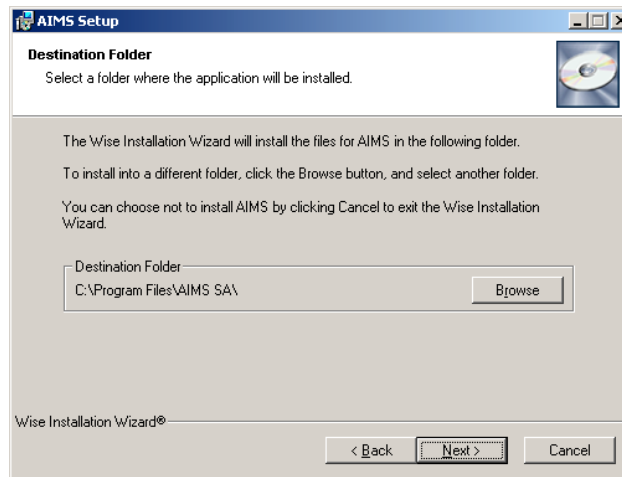 AIMS Setup
Destination Folder
Select a folder where the application will be installed.
The Wise Installation Wizard will install the files for AIMS in the following folder.
To install into a different folder, click the Browse button, and select another folder.
You can choose not to install AIMS by clicking Cancel to exit the Wise Installation
Wizard.
Destination Folder
C:\Program Files\AIMS SA\
Browse
Wise Installation Wizard®
< Back
Next >
Cancel